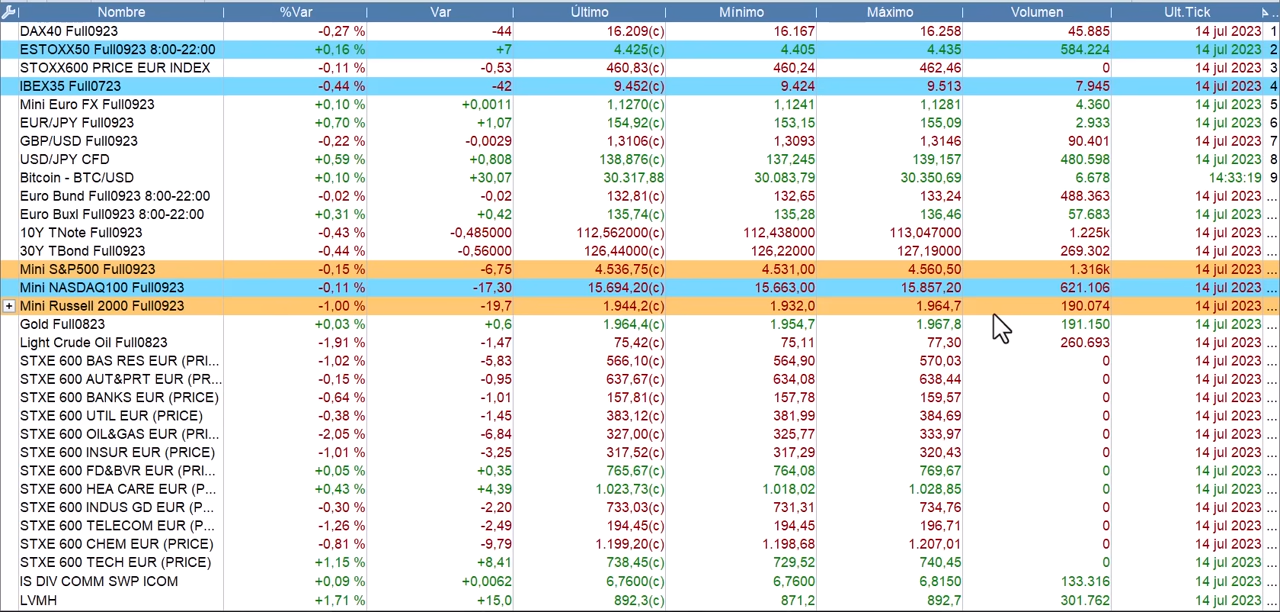 Nombre %Var Var Último Mínimo Máximo Volumen Ult.Tick ...
DAX40 Full0923 -0,27 % -44 16.209(c) 16.167 16.258 45.885 14 jul 2023 1
ESTOXX50 Full0923 8:00-22:00 +0,16 % +7 4.425(c) 4.405 4.435 584.224 14 jul 2023 2
STOXX600 PRICE EUR INDEX -0,11 % -0,53 460,83(c) 460,24 462,46 0 14 jul 2023 3
IBEX35 Full0723 -0,44 % -42 9.452(c) 9.424 9.513 7.945 14 jul 2023 4
Mini Euro FX Full0923 +0,10 % +0,0011 1,1270(c) 1,1241 1,1281 4.360 14 jul 2023 5
EUR/JPY Full0923 +0,70 % +1,07 154,92(c) 153,15 155,09 2.933 14 jul 2023 6
GBP/USD Full0923 -0,22 % -0,0029 1,3106(c) 1,3093 1,3146 90.401 14 jul 2023 7
USD/JPY CFD +0,59 % +0,808 138,876(c) 137,245 139,157 480.598 14 jul 2023 8
Bitcoin - BTC/USD +0,10 % +30,07 30.317,88 30.083,79 30.350,69 6.678 14:33:19 9
Euro Bund Full0923 8:00-22:00 -0,02 % -0,02 132,81(c) 132,65 133,24 488.363 14 jul 2023 ...
Euro Buxl Full0923 8:00-22:00 +0,31 % +0,42 135,74(c) 135,28 136,46 57.683 14 jul 2023 ...
10Y TNote Full0923 -0,43 % -0,485000 112,562000(c) 112,438000 113,047000 1.225k 14 jul 2023 ...
30Y TBond Full0923 -0,44 % -0,56000 126,44000(c) 126,22000 127,19000 269.302 14 jul 2023 ...
Mini S&P500 Full0923 -0,15 % -6,75 4.536,75(c) 4.531,00 4.560,50 1.316k 14 jul 2023 ...
Mini NASDAQ100 Full0923 -0,11 % -17,30 15.694,20(c) 15.663,00 15.857,20 621.106 14 jul 2023 ...
Mini Russell 2000 Full0923 -1,00 % -19,7 1.944,2(c) 1.932,0 1.964,7 190.074 14 jul 2023 ...
Gold Full0823 +0,03 % +0,6 1.964,4(c) 1.954,7 1.967,8 191.150 14 jul 2023 ...
Light Crude Oil Full0823 -1,91 % -1,47 75,42(c) 75,11 77,30 260.693 14 jul 2023 ...
STXE 600 BAS RES EUR (PRI... -1,02 % -5,83 566,10(c) 564,90 570,03 0 14 jul 2023 ...
STXE 600 AUT&PRT EUR (PR... -0,15 % -0,95 637,67(c) 634,08 638,44 0 14 jul 2023 ...
STXE 600 BANKS EUR (PRICE) -0,64 % -1,01 157,81(c) 157,78 159,57 0 14 jul 2023 ...
STXE 600 UTIL EUR (PRICE) -0,38 % -1,45 383,12(c) 381,99 384,69 0 14 jul 2023 ...
STXE 600 OIL&GAS EUR (PRI... -2,05 % -6,84 327,00(c) 325,77 333,97 0 14 jul 2023 ...
STXE 600 INSUR EUR (PRICE) -1,01 % -3,25 317,52(c) 317,29 320,43 0 14 jul 2023 ...
STXE 600 FD&BVR EUR (PRI... +0,05 % +0,35 765,67(c) 764,08 769,67 0 14 jul 2023 ...
STXE 600 HEA CARE EUR (P... +0,43 % +4,39 1.023,73(c) 1.018,02 1.028,85 0 14 jul 2023 ...
STXE 600 INDUS GD EUR (P... -0,30 % -2,20 733,03(c) 731,31 734,76 0 14 jul 2023 ...
STXE 600 TELECOM EUR (P... -1,26 % -2,49 194,45(c) 194,45 196,71 0 14 jul 2023 ...
STXE 600 CHEM EUR (PRICE) -0,81 % -9,79 1.199,20(c) 1.198,68 1.207,01 0 14 jul 2023 ...
STXE 600 TECH EUR (PRICE) +1,15 % +8,41 738,45(c) 729,52 740,45 0 14 jul 2023 ...
IS DIV COMM SWP ICOM +0,09 % +0,0062 6,7600(c) 6,7600 6,8150 133.316 14 jul 2023 ...
LVMH +1,71 % +15,0 892,3(c) 871,2 892,7 301.762 14 jul 2023 ...